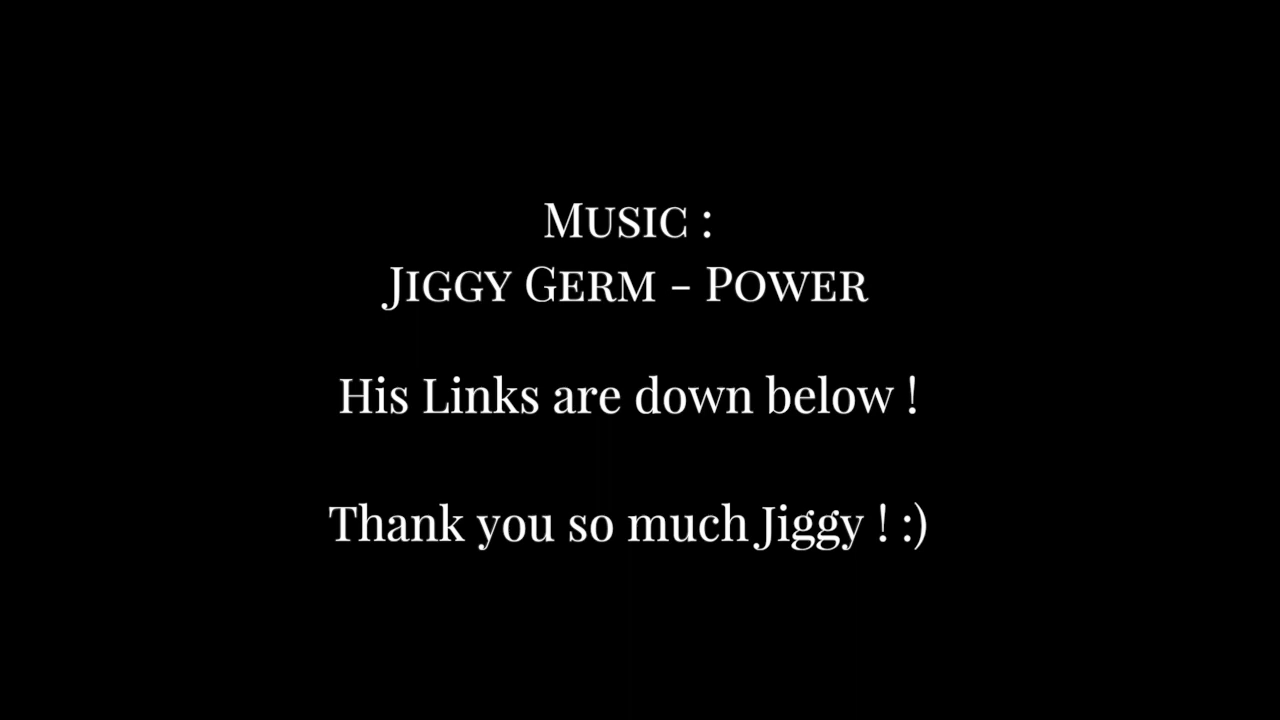 Music :
Jiggy Germ - Power
His Links are down below !
Thank you so much Jiggy ! :)